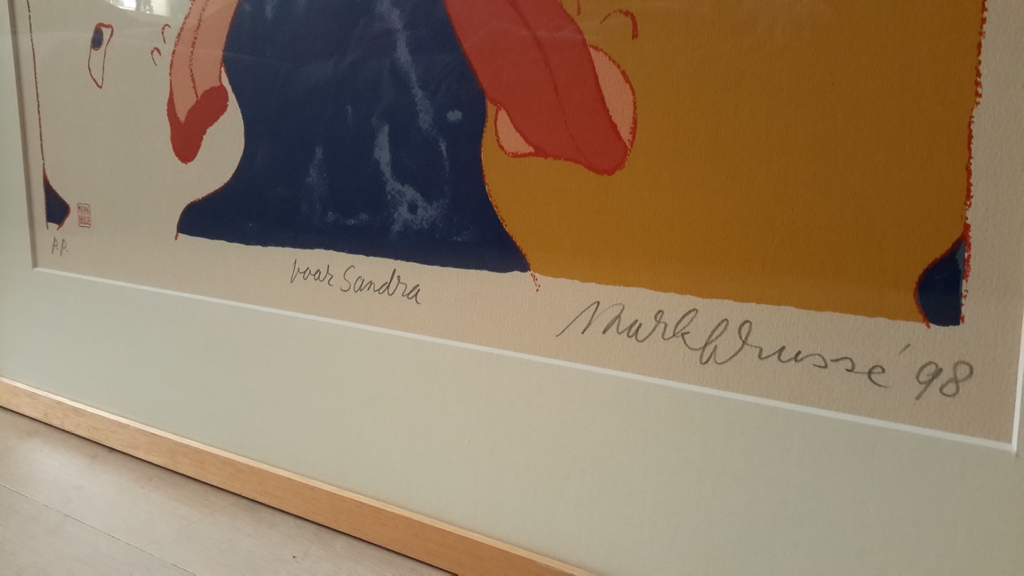 P.P.
voor Sandra
Mark Brusse '98